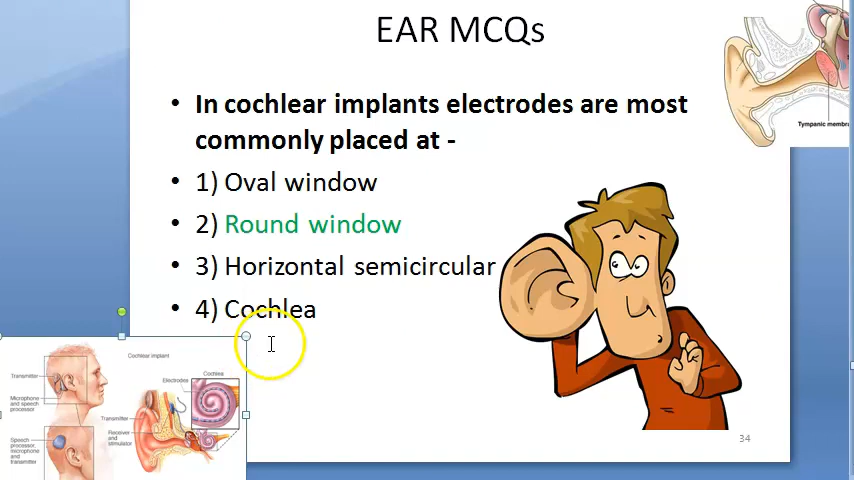 EAR MCQs
• In cochlear implants electrodes are most
commonly placed at -
• 1) Oval window
• 2) Round window
• 3) Horizontal semicircular
• 4) Cochlea
Tympanic memb
Cochlear implant
Transmitter
Microphone
and speech
processor
Speech
processor,
microphone
and
transmitter
Electrodes
Cochlea
Transmitter
Receiver
and
stimulator
34